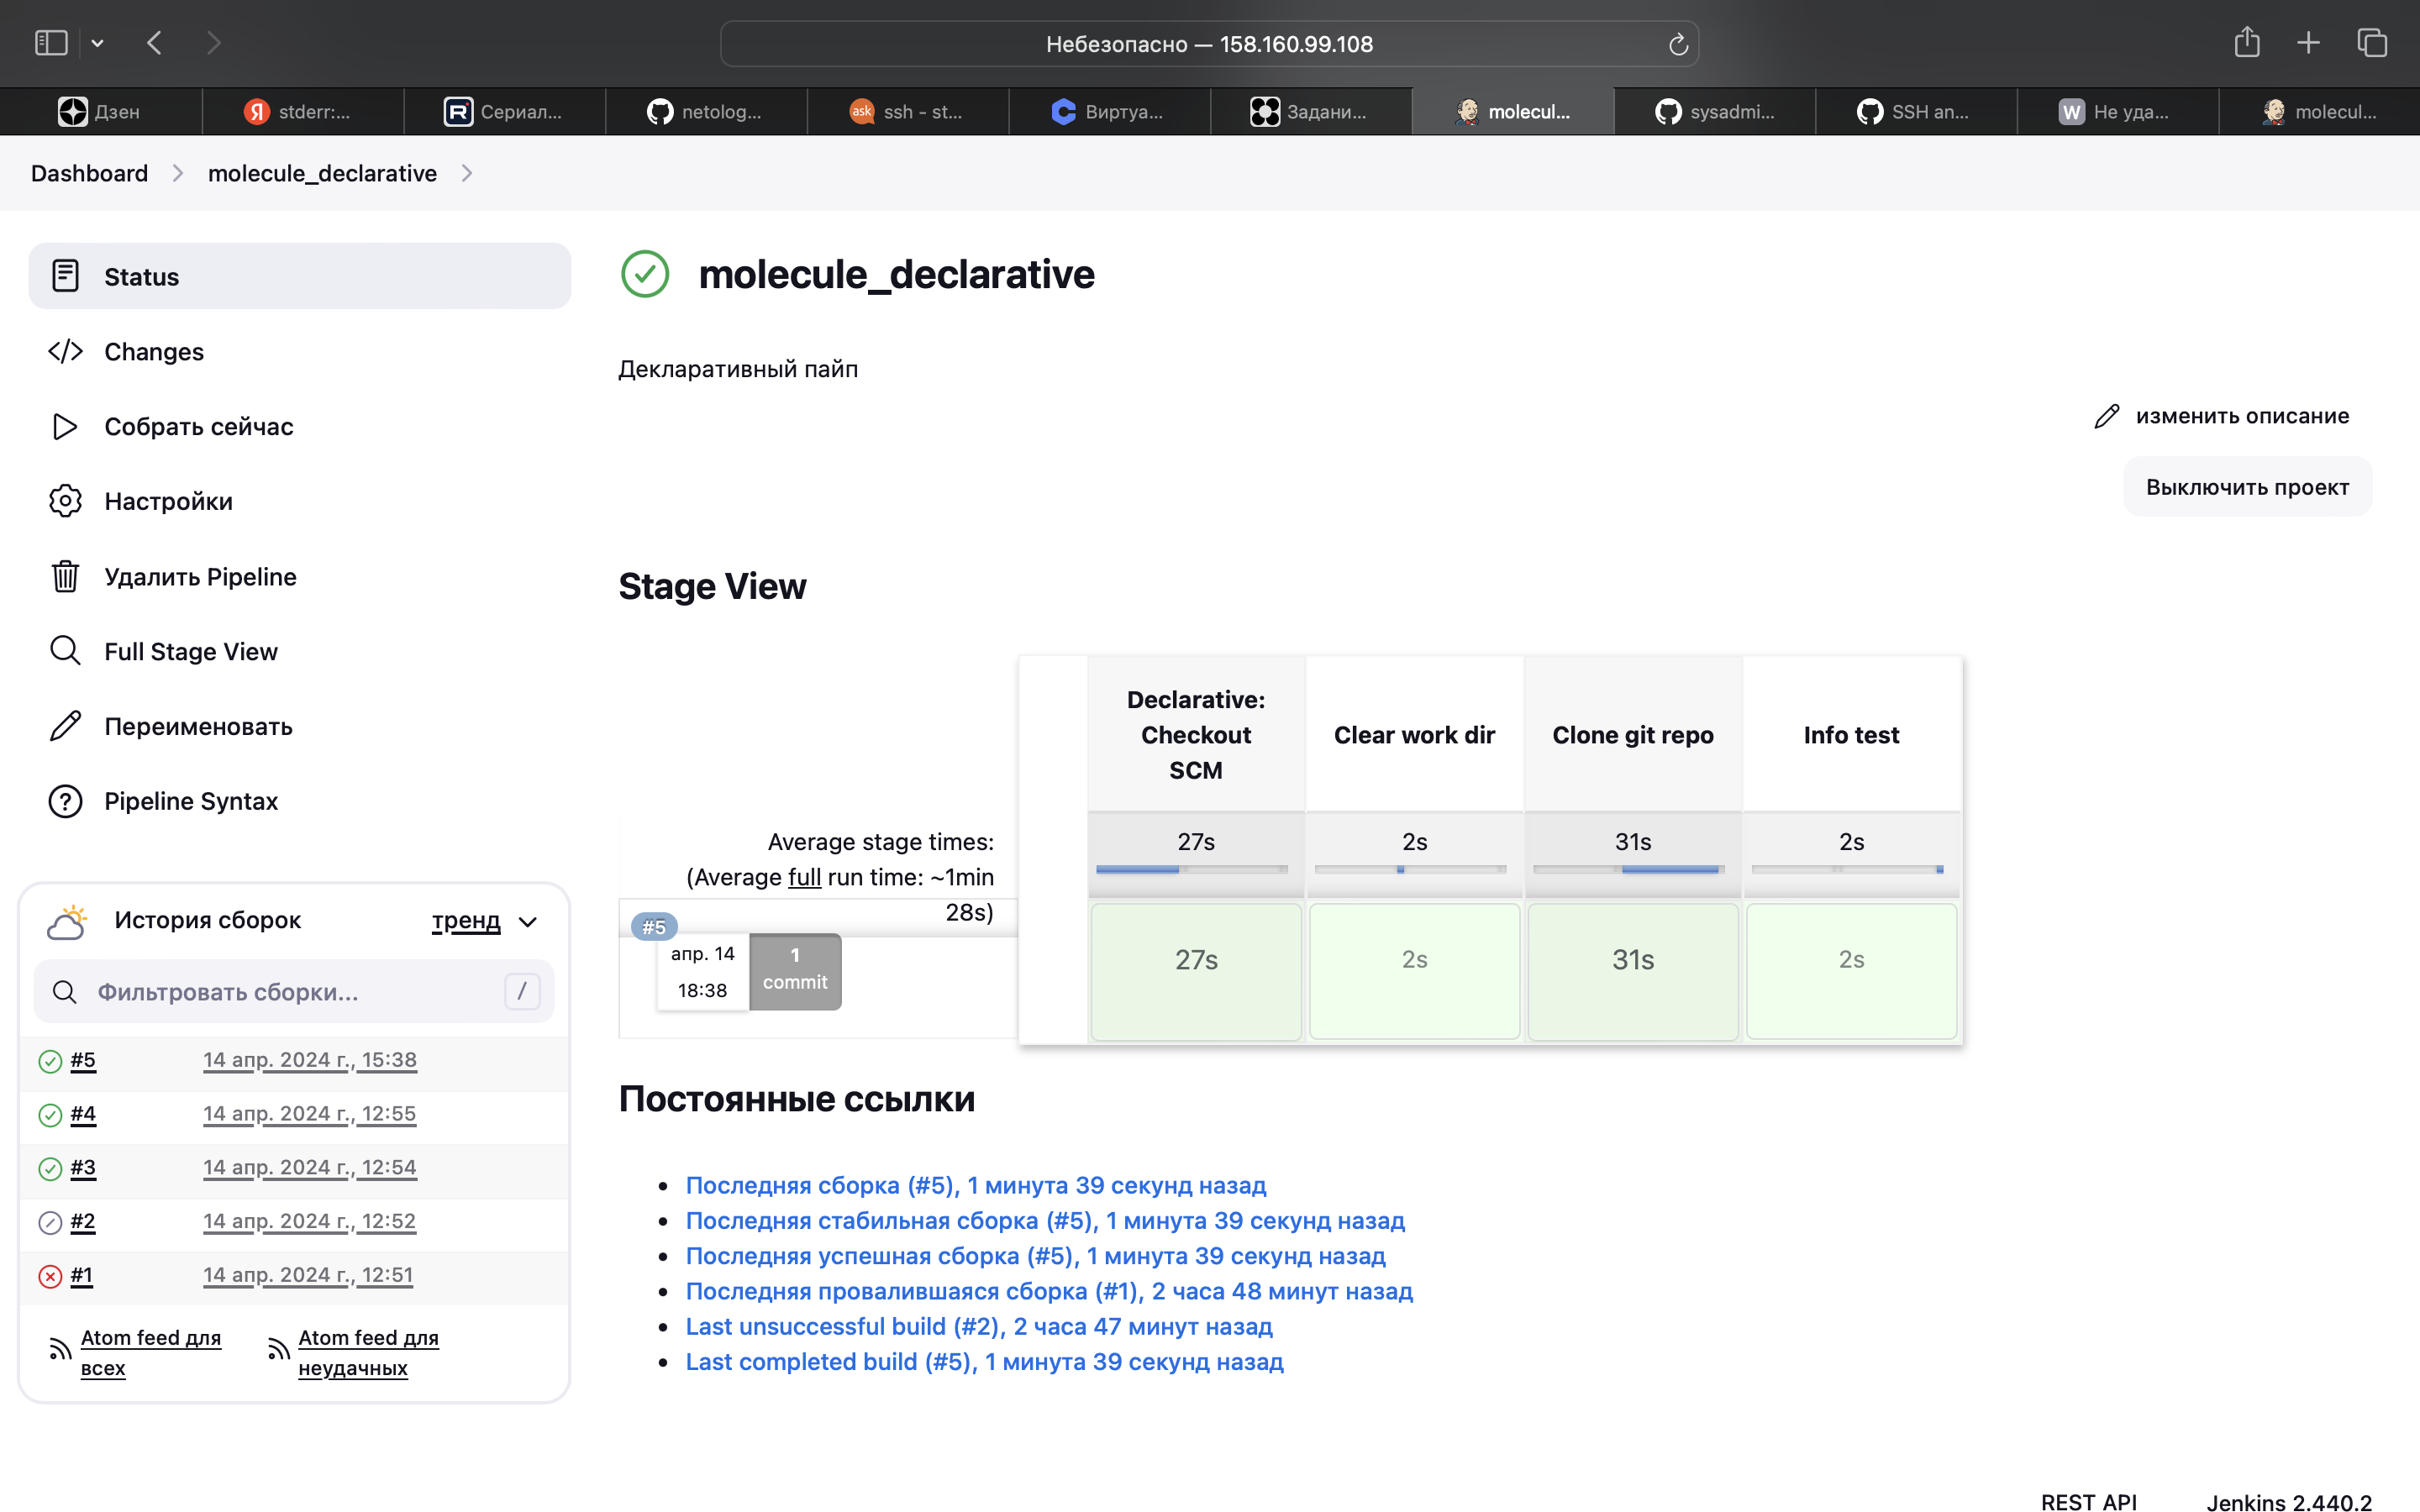 Небезопасно — 158.160.99.108
Дзен
Я
stderr:...
R
Сериал...
netolog...
ask
ssh - st...
Виртуа...
Задани...
molecul...
sysadmi...
SSH an...
W
Не уда...
molecul...
Dashboard
molecule_declarative
Status
Changes
Собрать сейчас
Настройки
Удалить Pipeline
Full Stage View
Переименовать
Pipeline Syntax
История сборок
тренд
Фильтровать сборки...
/
#5 14 апр. 2024 г., 15:38
#4 14 апр. 2024 г., 12:55
#3 14 апр. 2024 г., 12:54
#2 14 апр. 2024 г., 12:52
#1 14 апр. 2024 г., 12:51
Atom feed для
всех
Atom feed для
неудачных
molecule_declarative
Декларативный пайп
изменить описание
Выключить проект
Stage View
Declarative:
Checkout
SCM
Clear work dir
Clone git repo
Info test
Average stage times:
(Average full run time: ~1min
28s)
27s
2s
31s
2s
#5
апр. 14
18:38
1
commit
27s
2s
31s
2s
Постоянные ссылки
Последняя сборка (#5), 1 минута 39 секунд назад
Последняя стабильная сборка (#5), 1 минута 39 секунд назад
Последняя успешная сборка (#5), 1 минута 39 секунд назад
Последняя провалившаяся сборка (#1), 2 часа 48 минут назад
Last unsuccessful build (#2), 2 часа 47 минут назад
Last completed build (#5), 1 минута 39 секунд назад
REST API
Jenkins 2.440.2